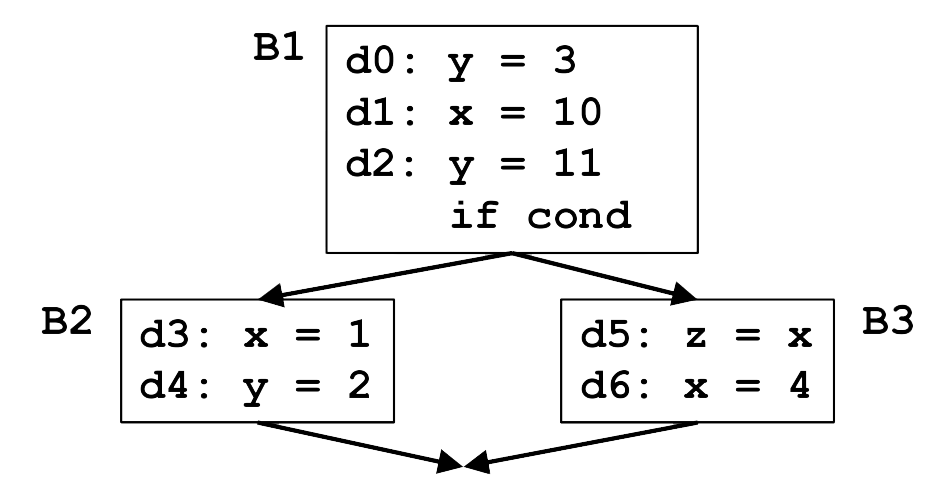 B1
d0: y = 3
d1: x = 10
d2: y = 11
if cond
B2
d3: x = 1
d4: y = 2
d5: z = x
d6: x = 4
B3